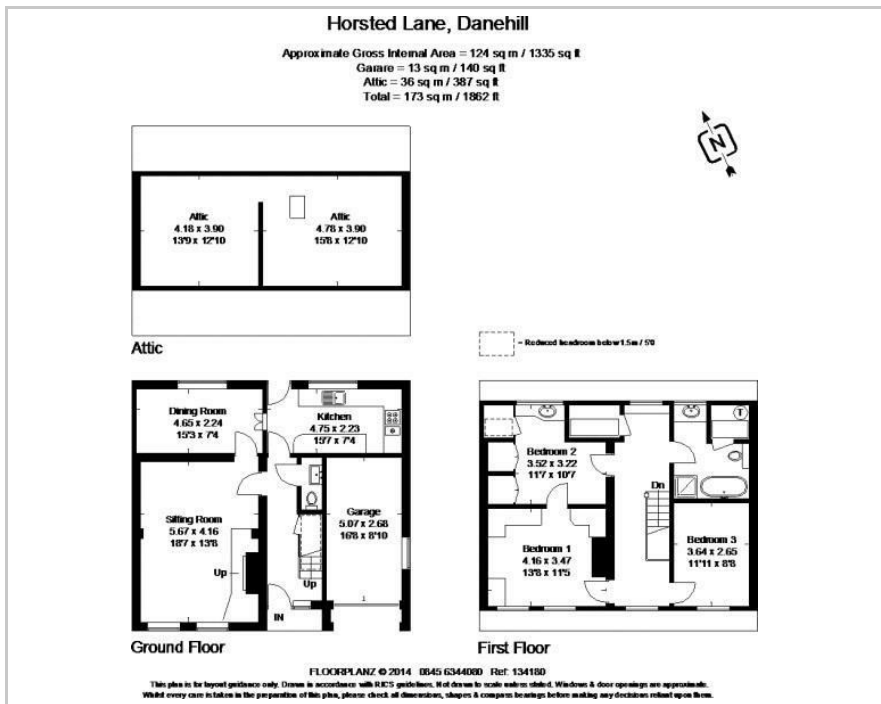 Horsted Lane, Danehill
Approximate Gross Internal Area = 124 sq m / 1335 sq ft
Garare = 13 sq m / 140 sq ft
Attic = 36 sq m / 387 sq ft
Total = 173 sq m / 1862 ft
N
Attic
4.18 x 3.90
13'9 x 12'10
Attic
4.78 x 3.90
15'8 x 12'10
Attic
= Reduced headroom below 1.5m / 5'0
Dining Room
4.65 x 2.24
15'3 x 7'4
Kitchen
4.75 x 2.23
15'7 x 7'4
Sitting Room
5.67 x 4.16
18'7 x 13'8
Up
Garage
5.07 x 2.68
16'8 x 8'10
Up
IN
Ground Floor
T
Bedroom 2
3.52 x 3.22
11'7 x 10'7
Dn
Bedroom 1
4.16 x 3.47
13'8 x 11'5
Bedroom 3
3.64 x 2.65
11'11 x 8'8
First Floor
FLOORPLANZ © 2014 0845 6344080 Ref: 134180
This plan is for layout guidance only. Drawn in accordance with RICS guidelines. Not drawn to scale unless stated. Windows & door openings are approximate.
Whilst every care is taken in the preparation of this plan, please check all dimensions, shapes & compass bearings before making any decisions reliant upon them.